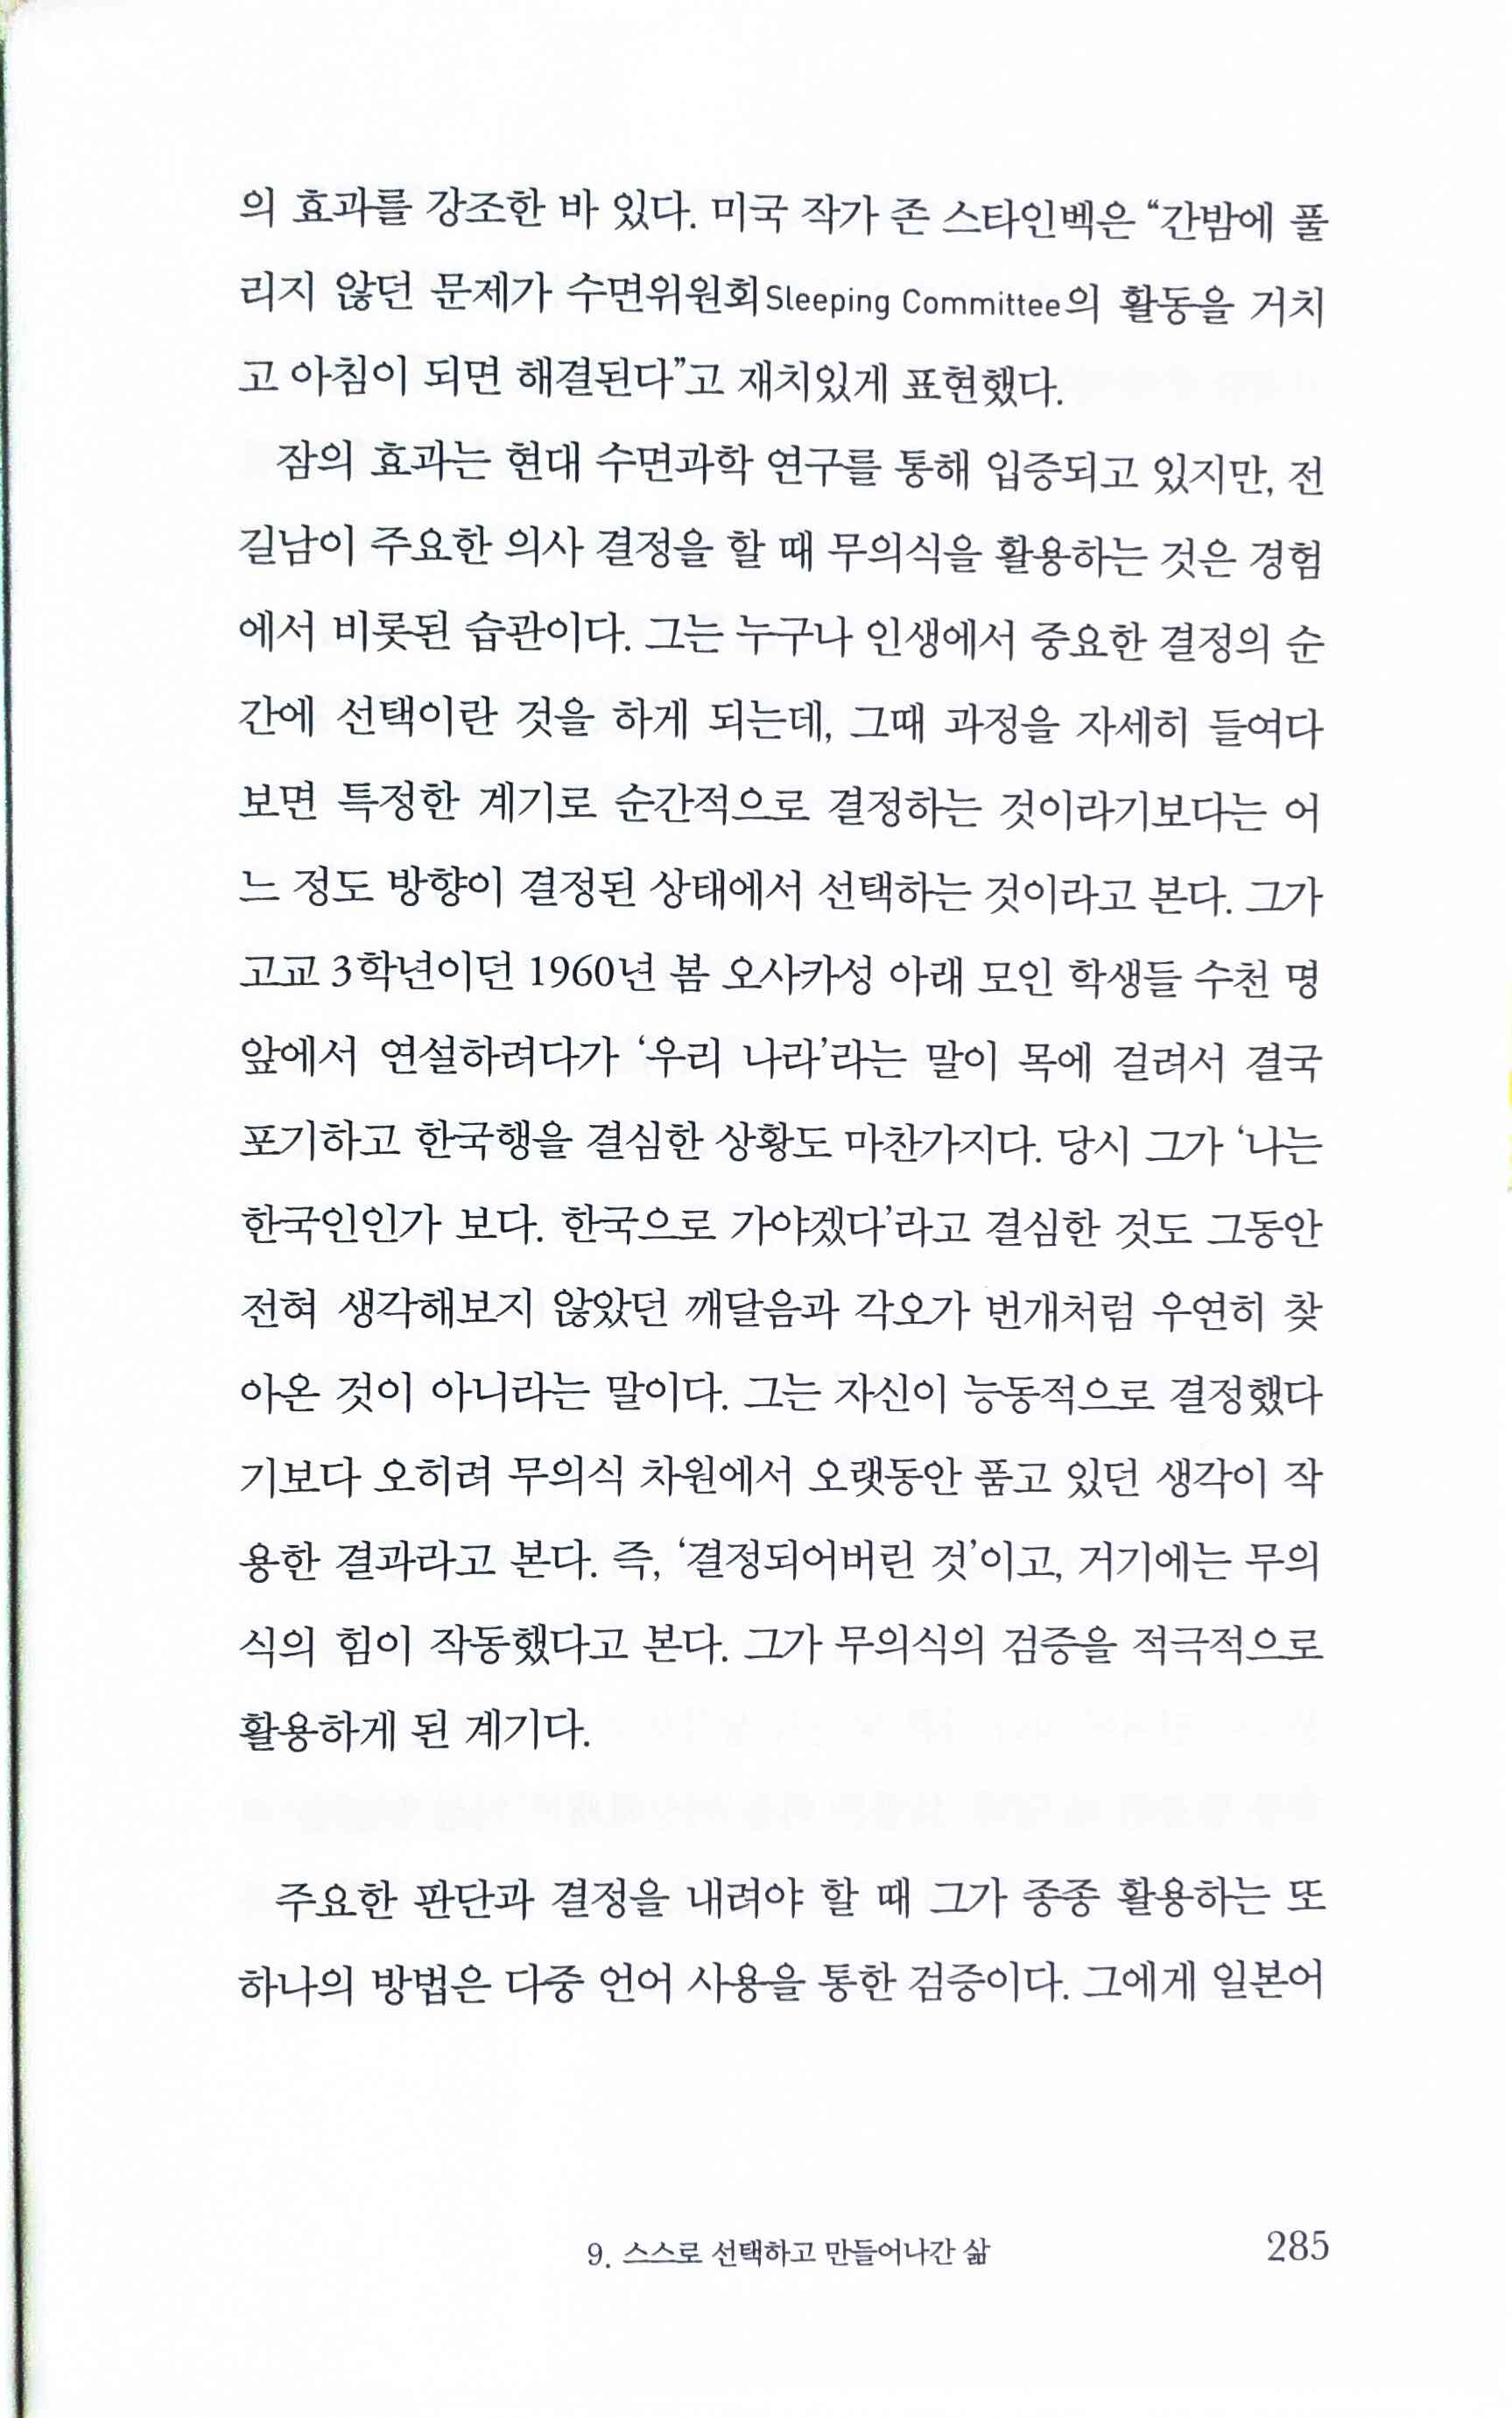 의 효과를 강조한 바 있다. 미국 작가 존 스타인벡은 “간밤에 풀
리지 않던 문제가 수면위원회Sleeping Committee의 활동을 거치
고 아침이 되면 해결된다”고 재치있게 표현했다.
잠의 효과는 현대 수면과학 연구를 통해 입증되고 있지만, 전
길남이 주요한 의사 결정을 할 때 무의식을 활용하는 것은 경험
에서 비롯된 습관이다. 그는 누구나 인생에서 중요한 결정의 순
간에 선택이란 것을 하게 되는데, 그때 과정을 자세히 들여다
보면 특정한 계기로 순간적으로 결정하는 것이라기보다는 어
느 정도 방향이 결정된 상태에서 선택하는 것이라고 본다. 그가
고교 3학년이던 1960년 봄 오사카성 아래 모인 학생들 수천 명
앞에서 연설하려다가 ‘우리 나라’라는 말이 목에 걸려서 결국
포기하고 한국행을 결심한 상황도 마찬가지다. 당시 그가 ‘나는
한국인인가 보다. 한국으로 가야겠다’라고 결심한 것도 그동안
전혀 생각해보지 않았던 깨달음과 각오가 번개처럼 우연히 찾
아온 것이 아니라는 말이다. 그는 자신이 능동적으로 결정했다
기보다 오히려 무의식 차원에서 오랫동안 품고 있던 생각이 작
용한 결과라고 본다. 즉, ‘결정되어버린 것’이고, 거기에는 무의
식의 힘이 작동했다고 본다. 그가 무의식의 검증을 적극적으로
활용하게 된 계기다.
주요한 판단과 결정을 내려야 할 때 그가 종종 활용하는 또
하나의 방법은 다중 언어 사용을 통한 검증이다. 그에게 일본어
9. 스스로 선택하고 만들어나간 삶 285